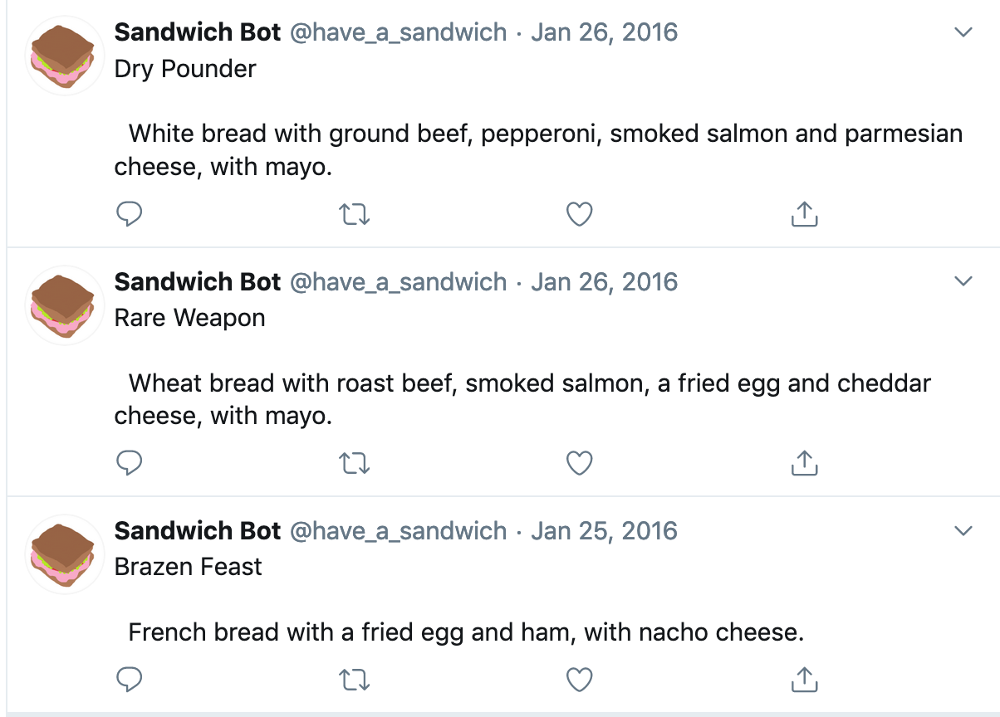 Sandwich Bot @have_a_sandwich · Jan 26, 2016
Dry Pounder
White bread with ground beef, pepperoni, smoked salmon and parmesian
cheese, with mayo.
Sandwich Bot @have_a_sandwich · Jan 26, 2016
Rare Weapon
Wheat bread with roast beef, smoked salmon, a fried egg and cheddar
cheese, with mayo.
Sandwich Bot @have_a_sandwich · Jan 25, 2016
Brazen Feast
French bread with a fried egg and ham, with nacho cheese.